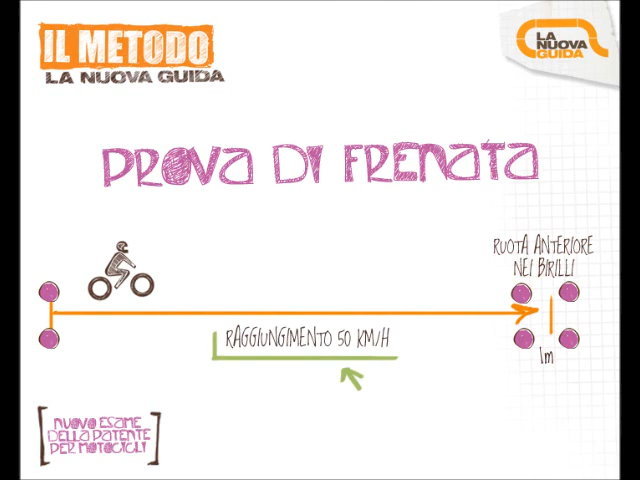 IL METODO
LA NUOVA GUIDA
LA
NUOVA
GUIDA
PROVA DI FRENATA
RUOTA ANTERIORE
NEI BIRILLI
RAGGIUNGIMENTO 50 KM/H
1m
NUOVO ESAME
DELLA PATENTE
PER MOTOCICLI